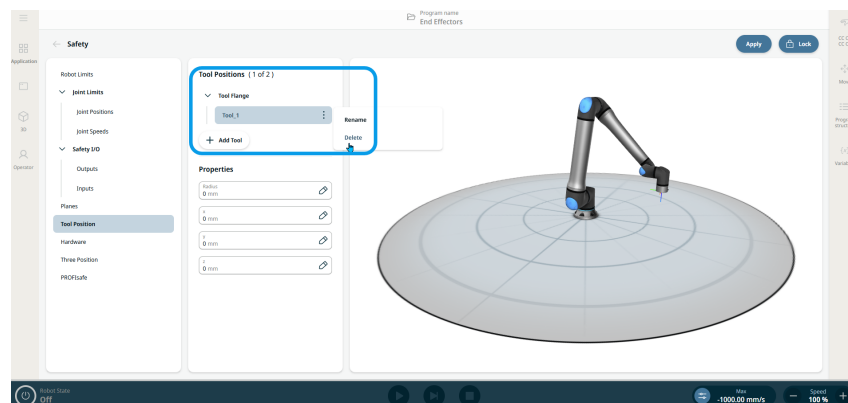 Program name
End Effectors
Safety
Apply
Lock
Application
3D
Operator
Robot Limits
Joint Limits
Joint Positions
Joint Speeds
Safety I/O
Outputs
Inputs
Planes
Tool Position
Hardware
Three Position
PROFIsafe
Tool Positions ( 1 of 2 )
Tool Flange
Tool_1
Rename
Delete
+ Add Tool
Properties
Radius
0 mm
0 mm
0 mm
0 mm
Robot State
Off
Max
-1000.00 mm/s
Speed
100 %